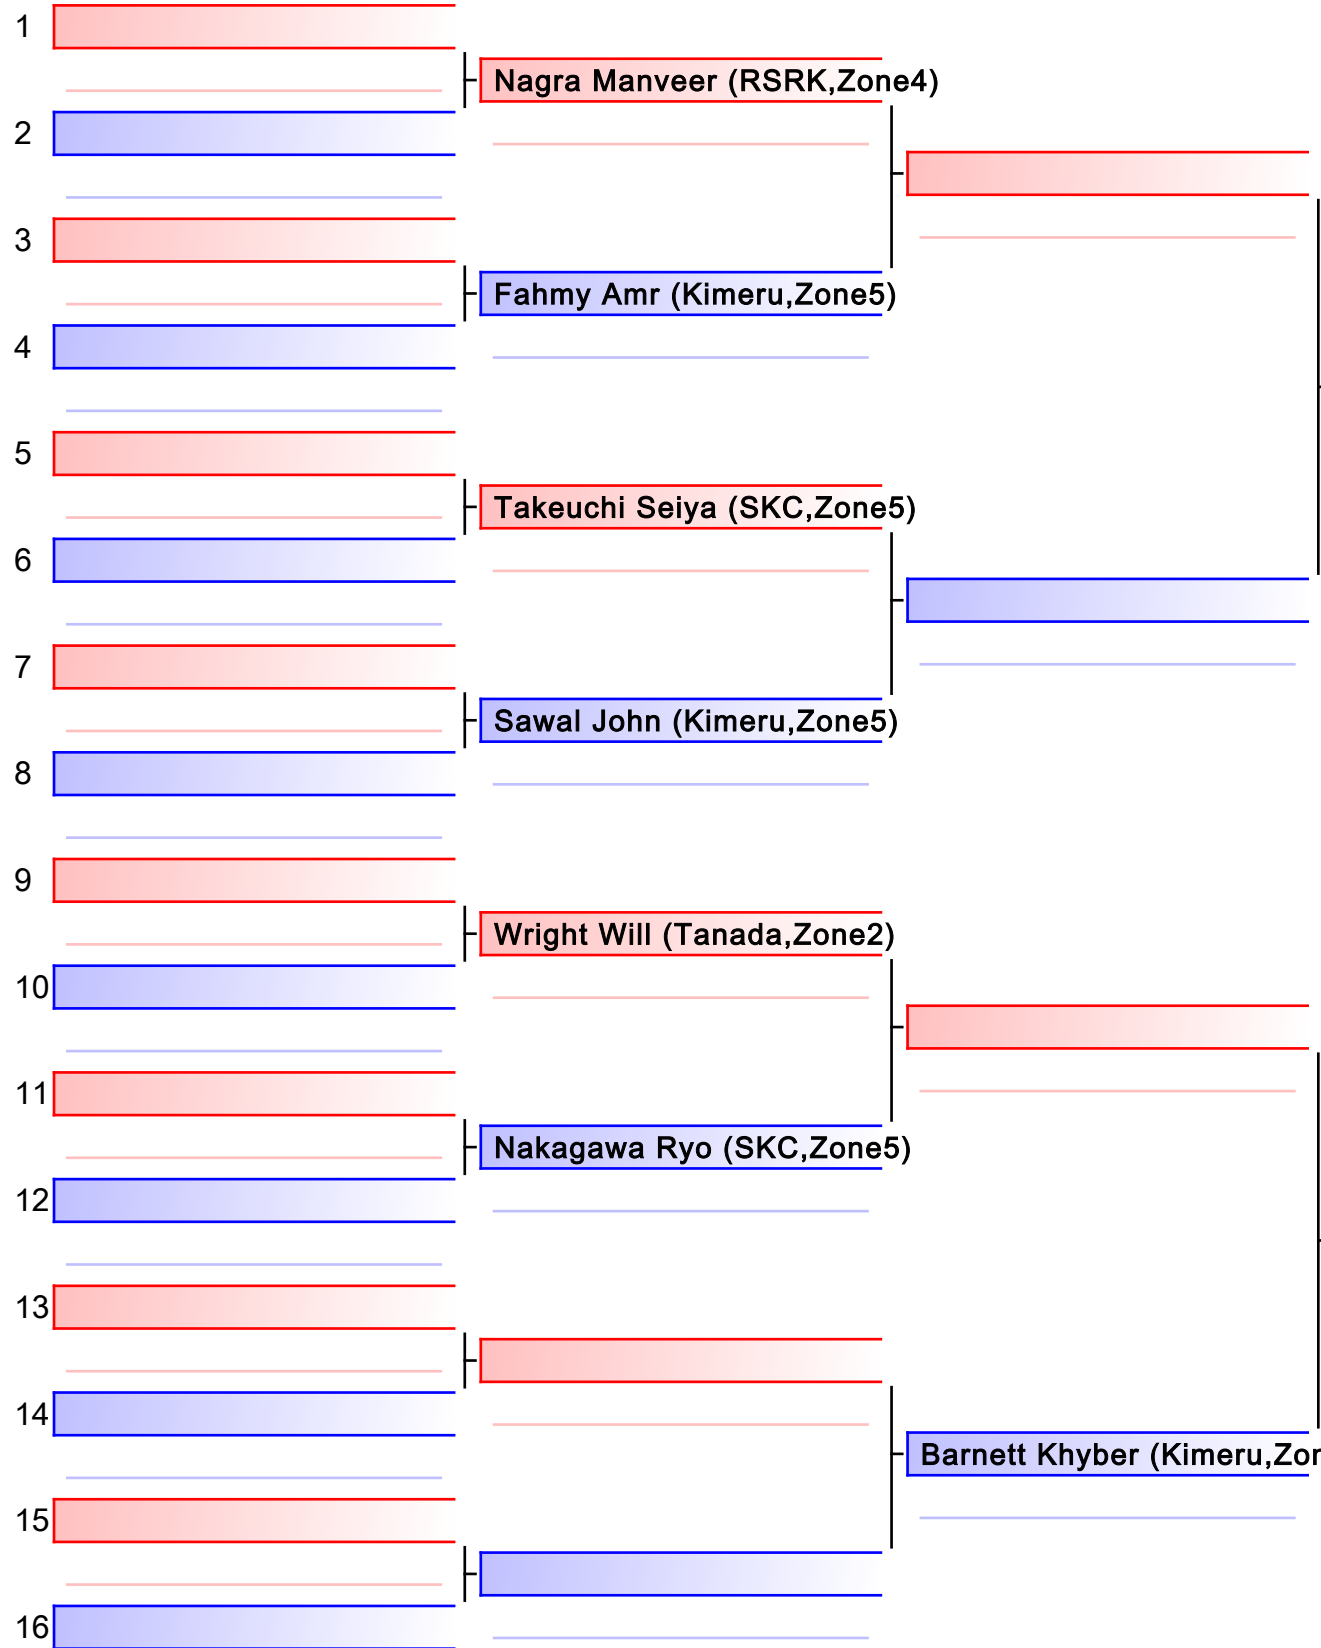 1
Nagra Manveer (RSRK,Zone4)
2
3
Fahmy Amr (Kimeru,Zone5)
4
5
Takeuchi Seiya (SKC,Zone5)
6
7
Sawal John (Kimeru,Zone5)
8
9
Wright Will (Tanada,Zone2)
10
11
Nakagawa Ryo (SKC,Zone5)
12
13
14
Barnett Khyber (Kimeru,
15
16